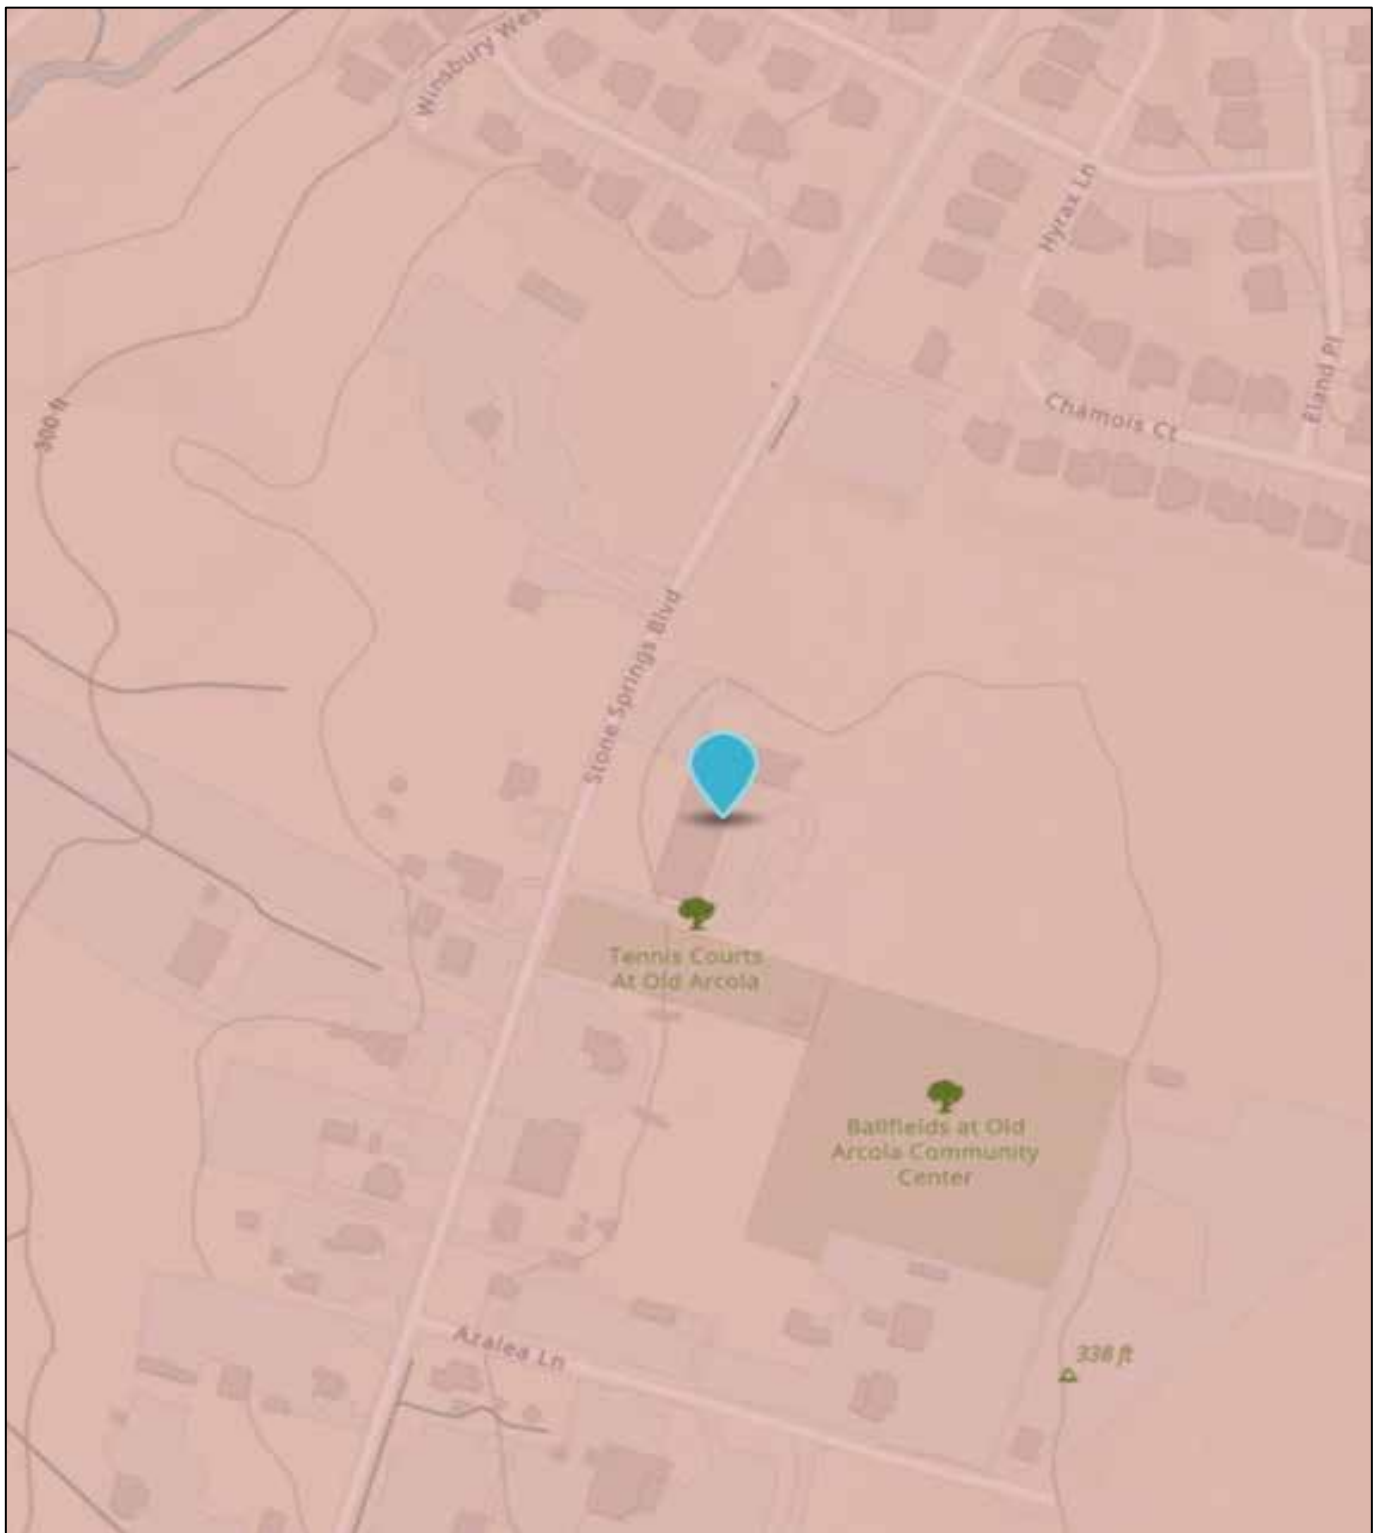 Winsbury West
Hyrax Ln
300 ft
Eland Pl
Chamois Ct
Stone Springs Blvd
Tennis Courts
At Old Arcola
Ballfields at Old
Arcola Community
Center
Azalea Ln
338 ft